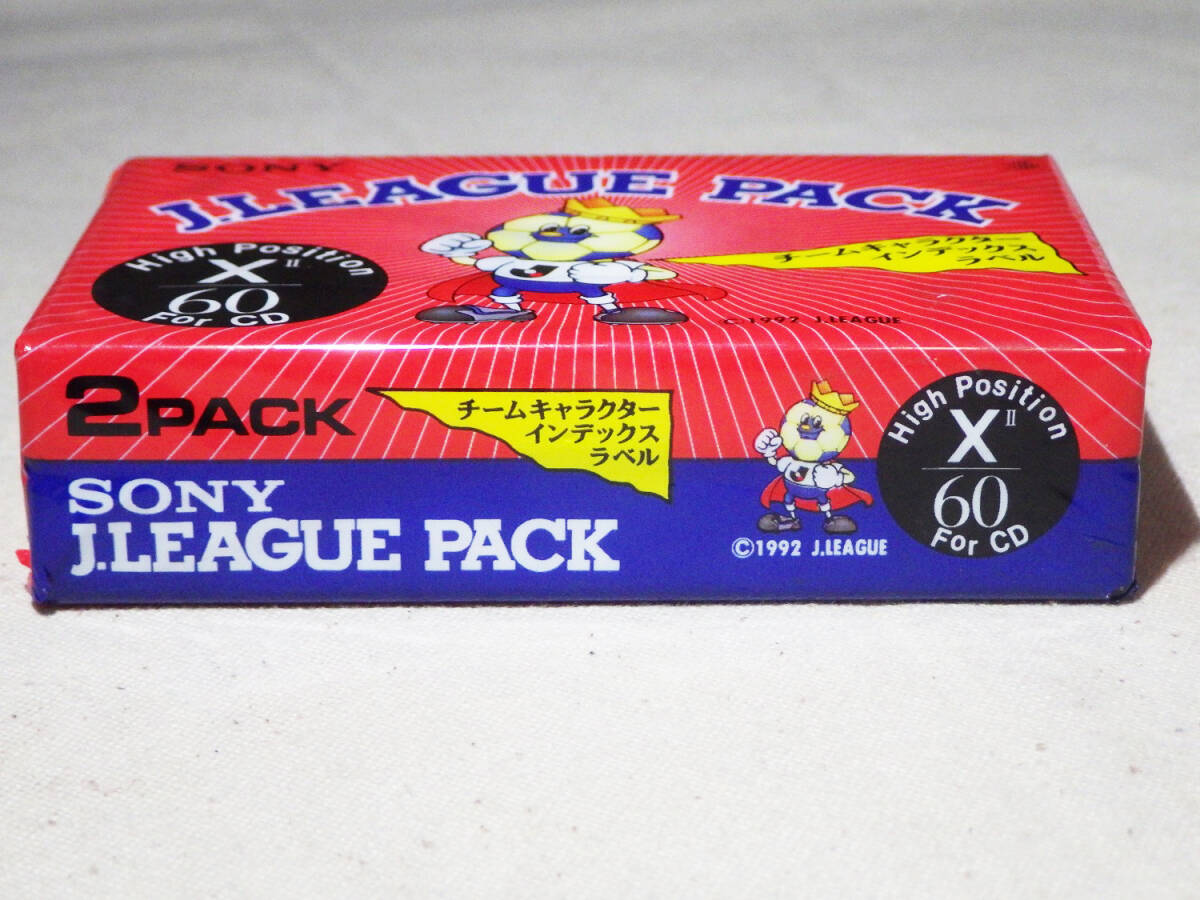 SONY
J.LEAGUE PACK
High Position
XII
60
For CD
チームキャラクター
インデックス
ラベル
©1992 J.LEAGUE
2PACK
チームキャラクター
インデックス
ラベル
SONY
J.LEAGUE PACK
©1992 J.LEAGUE
High Position
XII
60
For CD